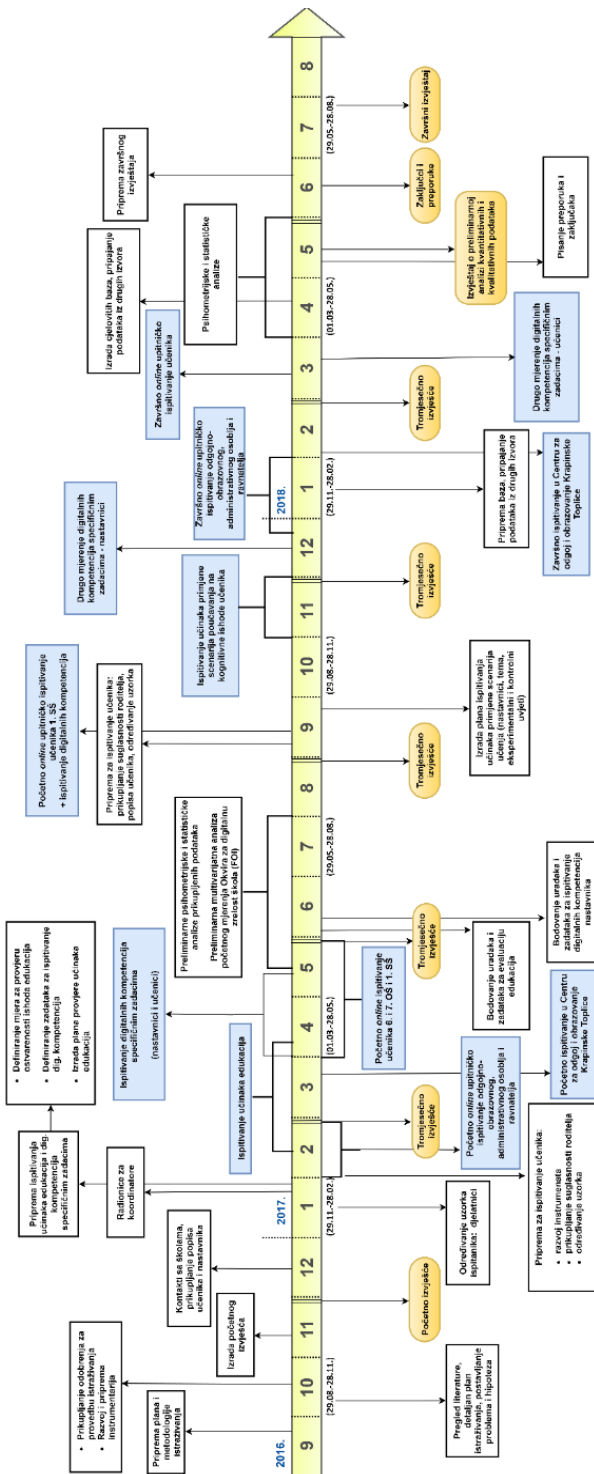 • Prikupljanje odobrenja za
provedbu istraživanja
• Razvoj i priprema
instrumentarija
Priprema plana i
metodologije
istraživanja
Izrada početnog
izvješća
Kontakti sa školama,
prikupljanje popisa
učenika i nastavnika
Priprema ispitivanja
učinaka edukacija i dig.
kompetencija
specifičnim zadacima
• Definiranje mjera za provjeru
ostvarenosti ishoda edukacija
• Definiranje zadataka za ispitivanje
dig. kompetencija
• Izrada plana provjere učinaka
edukacija
Radionice za
koordinatore
Ispitivanje učinaka edukacija
Ispitivanje digitalnih kompetencija
specifičnim zadacima
(nastavnici i učenici)
Preliminarne psihometrijske i statističke
analize prikupljenih podataka
Preliminarna multivarijatna analiza
početnog mjerenja Okvira za digitalnu
zrelost škola (FOI)
Početno online upitničko ispitivanje
učenika 1. SŠ
+ ispitivanje digitalnih kompetencija
Priprema za ispitivanje učenika:
prikupljanje suglasnosti roditelja,
popisa učenika, određivanje uzorka
Ispitivanje učinaka primjene
scenarija poučavanja na
kognitivne ishode učenika
Drugo mjerenje digitalnih
kompetencija specifičnim
zadacima - nastavnici
Završno online upitničko
ispitivanje odgojno-
obrazovnog,
administrativnog osoblja i
ravnatelja
Završno online upitničko
ispitivanje učenika
Izrada cjelovitih baza, pripajanje
podataka iz drugih izvora
Psihometrijske i statističke
analize
Priprema završnog
izvještaja
2016.
2017.
2018.
9 10 11 12 1 2 3 4 5 6 7 8 9 10 11 12 1 2 3 4 5 6 7 8
(29.08.-28.11.)
(29.11.-28.02.)
(01.03.-28.05.)
(29.05.-28.08.)
(29.08.-28.11.)
(29.11.-28.02.)
(01.03.-28.05.)
(29.05.-28.08.)
Pregled literature,
detaljan plan
istraživanja, postavljanje
problema i hipoteza
Početno izvješće
Određivanje uzorka
ispitanika: djelatnici
Priprema za ispitivanje učenika:
• razvoj instrumenata
• prikupljanje suglasnosti roditelja
• određivanje uzorka
Tromjesečno
izvješće
Početno online upitničko
ispitivanje odgojno-
obrazovnog,
administrativnog osoblja i
ravnatelja
Početno ispitivanje u Centru
za odgoj i obrazovanje
Krapinske Toplice
Početno online ispitivanje
učenika 6. i 7. OŠ i 1. SŠ
Tromjesečno
izvješće
Bodovanje uradaka i
zadataka za evaluaciju
edukacija
Bodovanje uradaka i
zadataka za ispitivanje
digitalnih kompetencija
nastavnika
Tromjesečno
izvješće
Izrada plana ispitivanja
učinaka primjene scenarija
učenja (nastavnici, tema,
eksperimentalni i kontrolni
uvjeti)
Tromjesečno
izvješće
Priprema baza, pripajanje
podataka iz drugih izvora
Završno ispitivanje u Centru za
odgoj i obrazovanje Krapinske
Toplice
Tromjesečno
izvješće
Drugo mjerenje digitalnih
kompetencija specifičnim
zadacima - učenici
Izvještaj o preliminarnoj
analizi kvantitativnih i
kvalitativnih podataka
Pisanje preporuka i
zaključaka
Zaključci i
preporuke
Završni izvještaj